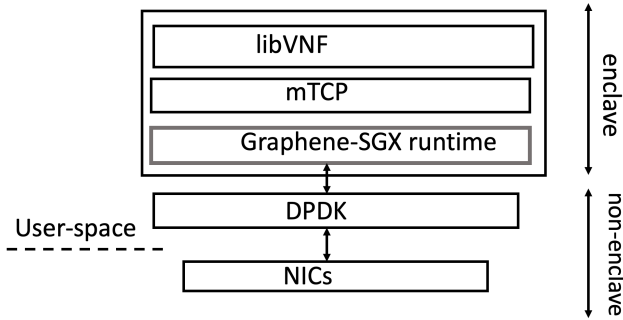 libVNF
mTCP
Graphene-SGX runtime
enclave
DPDK
User-space
NICs
non-enclave